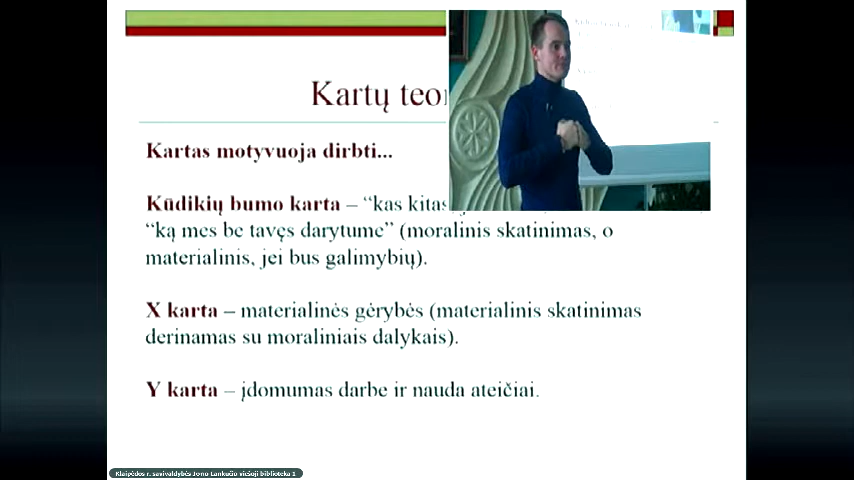 Kartų teo
Kartas motyvuoja dirbti...
Kūdikių bumo karta – “kas kitas
“ką mes be tavęs darytume” (moralinis skatinimas, o
materialinis, jei bus galimybių).
X karta – materialinės gėrybės (materialinis skatinimas
derinamas su moraliniais dalykais).
Y karta – įdomumas darbe ir nauda ateičiai.
Klaipėdos r. savivaldybės Jono Lankučio viešoji biblioteka 1